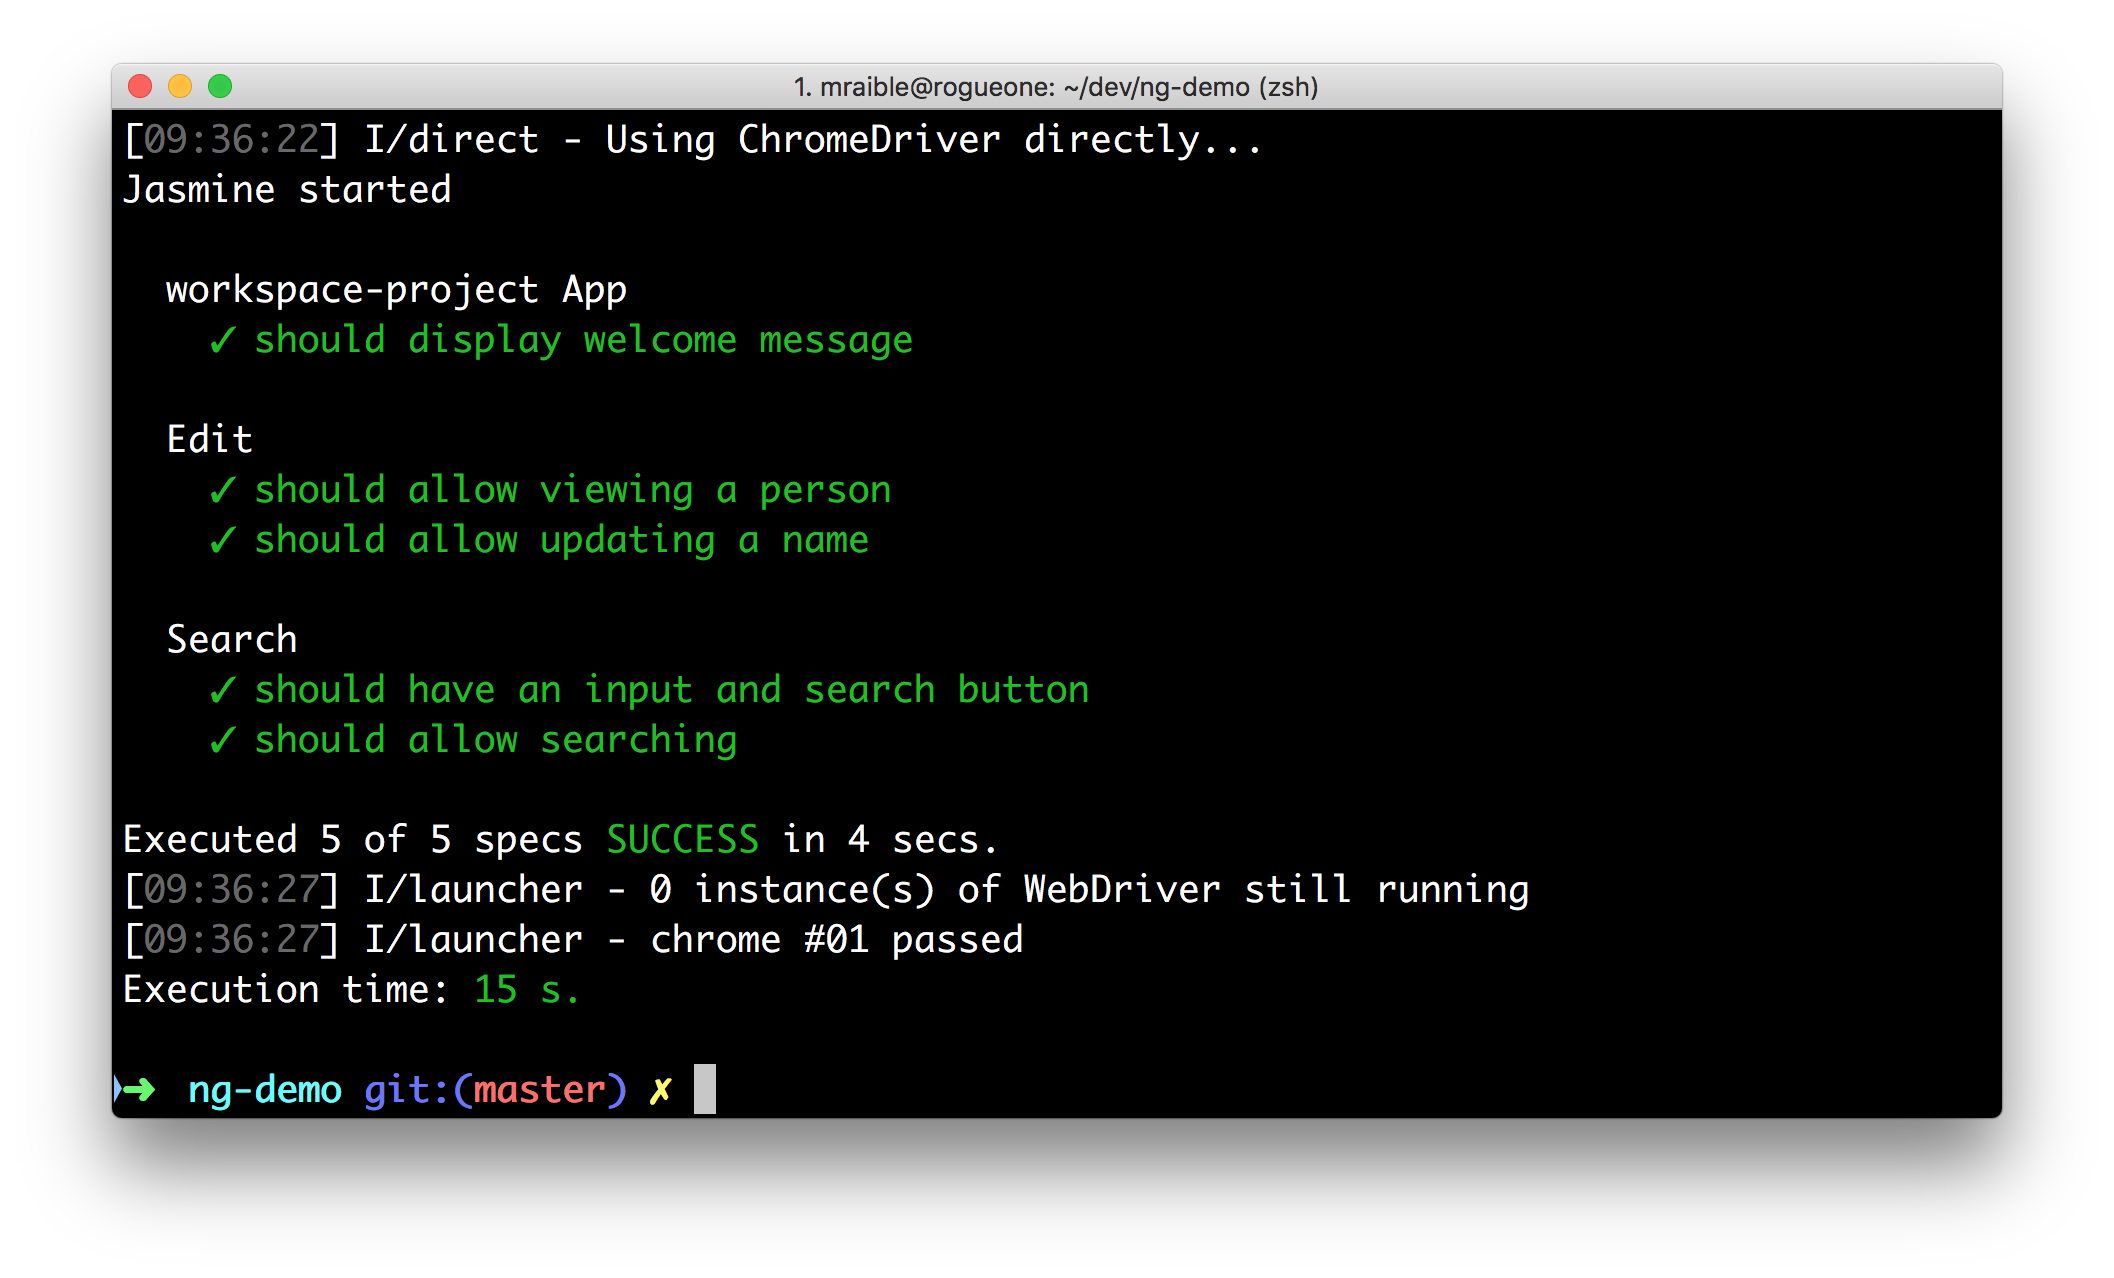 1. mraible@rogueone: ~/dev/ng-demo (zsh)
[09:36:22] I/direct - Using ChromeDriver directly...
Jasmine started
workspace-project App
✓ should display welcome message
Edit
✓ should allow viewing a person
✓ should allow updating a name
Search
✓ should have an input and search button
✓ should allow searching
Executed 5 of 5 specs SUCCESS in 4 secs.
[09:36:27] I/launcher - 0 instance(s) of WebDriver still running
[09:36:27] I/launcher - chrome #01 passed
Execution time: 15 s.
➜ ng-demo git:(master) ✗